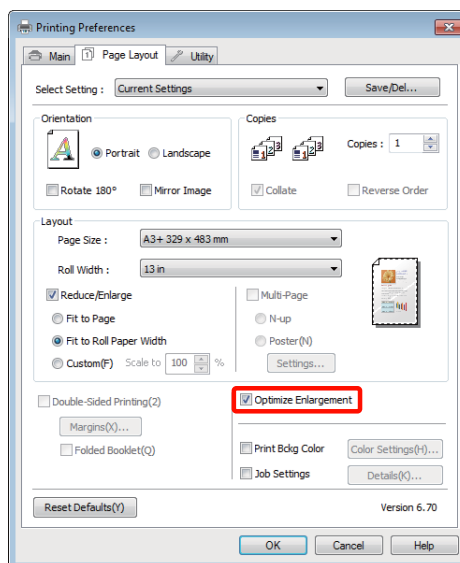 Printing Preferences
Main 1 Page Layout Utility
Select Setting : Current Settings Save/Del...
Orientation
A Portrait Landscape
Rotate 180° Mirror Image
Copies
123 123 Copies : 1
Collate Reverse Order
Layout
Page Size : A3+ 329 x 483 mm
Roll Width : 13 in
Reduce/Enlarge
Fit to Page
Fit to Roll Paper Width
Custom(F) Scale to 100 %
Multi-Page
N-up
Poster(N)
Settings...
Double-Sided Printing(2)
Margins(X)...
Folded Booklet(Q)
Optimize Enlargement
Print Bckg Color Color Settings(H)...
Job Settings Details(K)...
Reset Defaults(Y) Version 6.70
OK Cancel Help